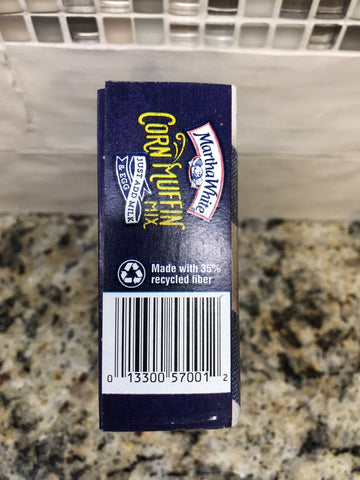 Martha White
CORN MUFFIN
MIX
JUST ADD MILK
& EGG
Made with 35%
recycled fiber
0 13300 57001 2